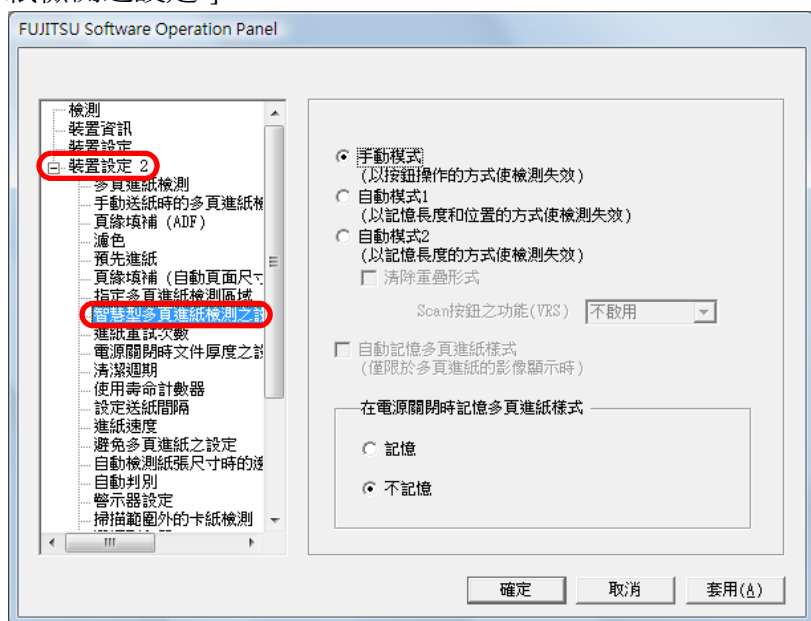 紙檢測之設定]
FUJITSU Software Operation Panel
檢測
裝置資訊
裝置設定
裝置設定 2
多頁進紙檢測
手動送紙時的多頁進紙檢
頁緣填補 (ADF)
濾色
預先進紙
頁緣填補 (自動頁面尺寸
指定多頁進紙檢測區域
智慧型多頁進紙檢測之設
進紙重試次數
電源關閉時文件厚度之設
清潔週期
使用壽命計數器
設定送紙間隔
進紙速度
避免多頁進紙之設定
自動檢測紙張尺寸時的邊
自動判別
警示器設定
掃描範圍外的卡紙檢測
手動模式
(以按鈕操作的方式使檢測失效)
自動模式1
(以記憶長度和位置的方式使檢測失效)
自動模式2
(以記憶長度的方式使檢測失效)
清除重疊形式
Scan按鈕之功能(VRS) 不啟用
自動記憶多頁進紙樣式
(僅限於多頁進紙的影像顯示時)
在電源關閉時記憶多頁進紙樣式
記憶
不記憶
確定 取消 套用(A)